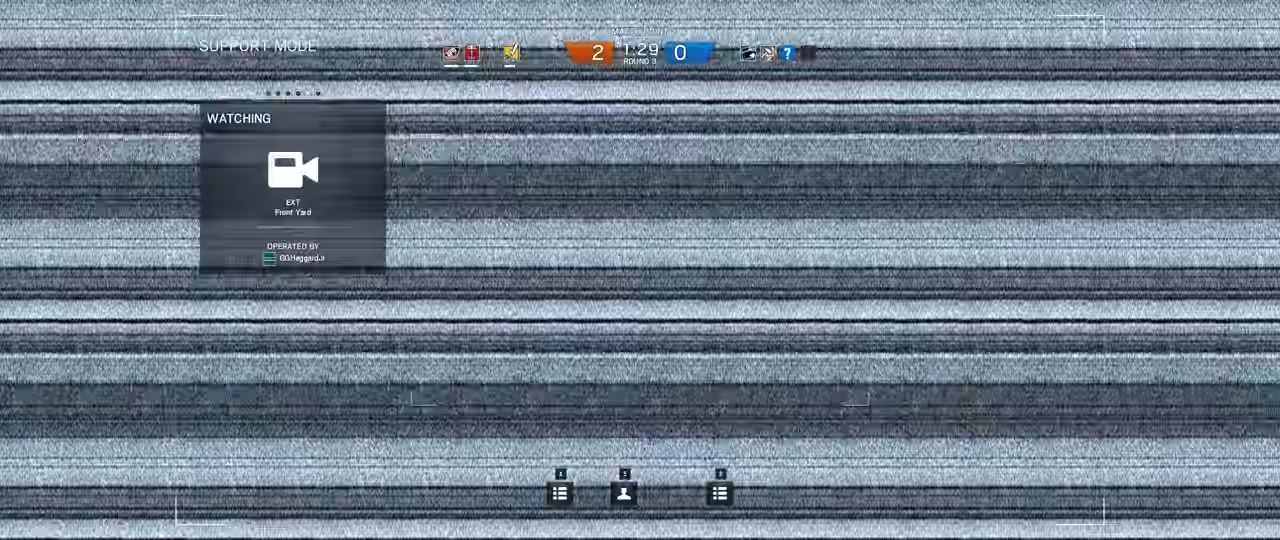 SUPPORT MODE
2 1:29 0
ROUND 3
WATCHING
EXT
Front Yard
OPERATED BY